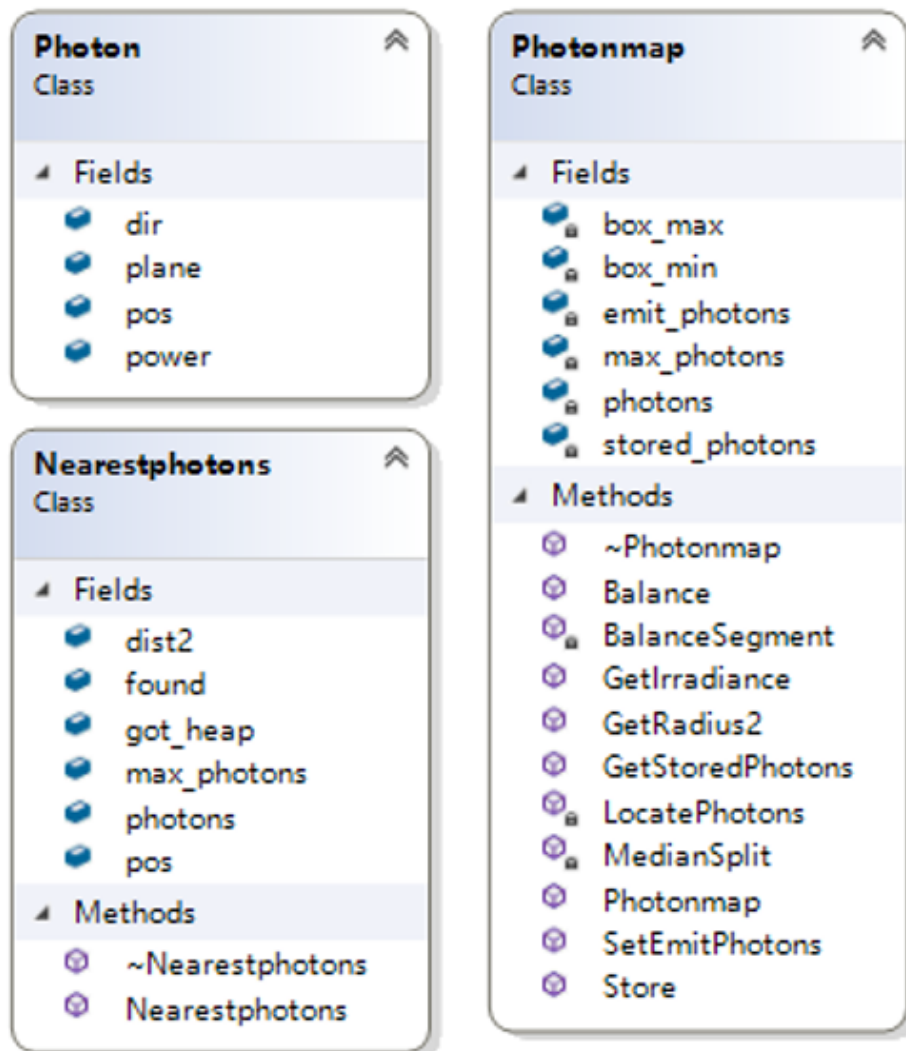 Photon
Class
Fields
dir
plane
pos
power
Nearestphotons
Class
Fields
dist2
found
got_heap
max_photons
photons
pos
Methods
~Nearestphotons
Nearestphotons
Photonmap
Class
Fields
box_max
box_min
emit_photons
max_photons
photons
stored_photons
Methods
~Photonmap
Balance
BalanceSegment
GetIrradiance
GetRadius2
GetStoredPhotons
LocatePhotons
MedianSplit
Photonmap
SetEmitPhotons
Store